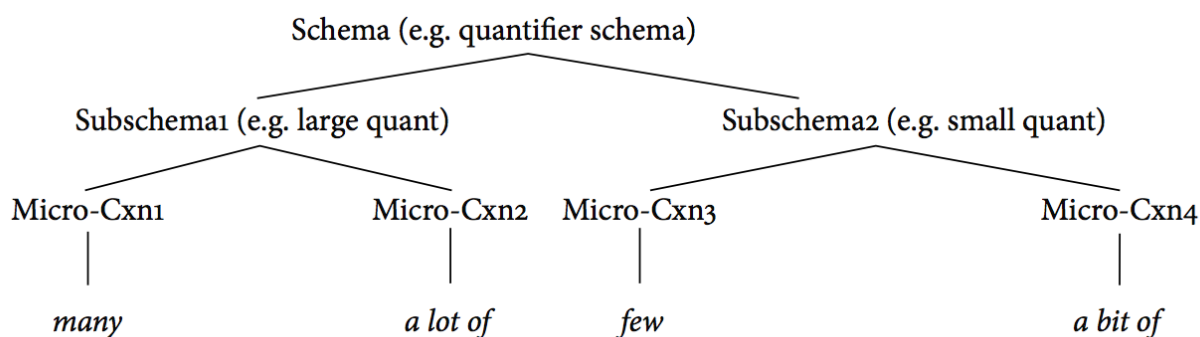 Schema (e.g. quantifier schema)
Subschema1 (e.g. large quant) Subschema2 (e.g. small quant)
Micro-Cxn1 Micro-Cxn2 Micro-Cxn3 Micro-Cxn4
many a lot of few a bit of